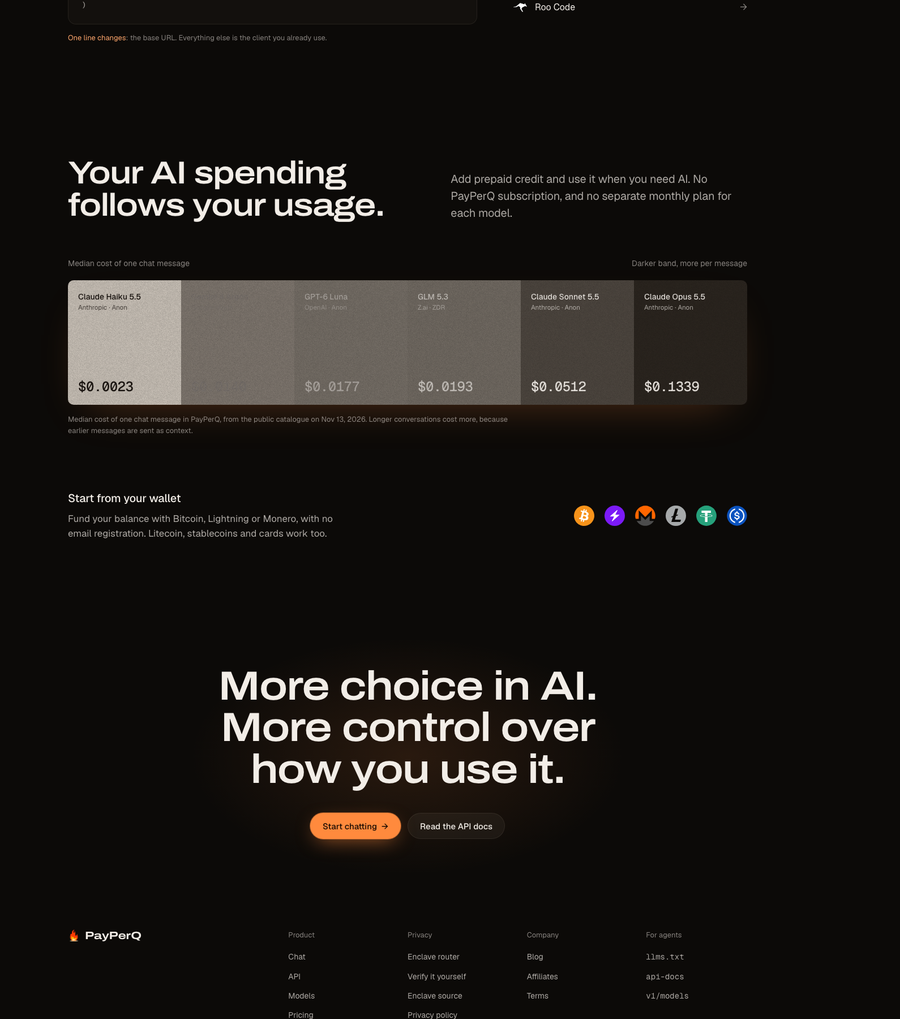 )
Roo Code →
One line changes: the base URL. Everything else is the client you already use.
Your AI spending
follows your usage.
Add prepaid credit and use it when you need AI. No
PayPerQ subscription, and no separate monthly plan for
each model.
Median cost of one chat message
Darker band, more per message
Claude Haiku 5.5
Anthropic · Anon
$0.0023
GPT-6 Luna
OpenAI · Anon
$0.0177
GLM 5.3
Z.ai · ZDR
$0.0193
Claude Sonnet 5.5
Anthropic · Anon
$0.0512
Claude Opus 5.5
Anthropic · Anon
$0.1339
Median cost of one chat message in PayPerQ, from the public catalogue on Nov 13, 2026. Longer conversations cost more, because
earlier messages are sent as context.
Start from your wallet
Fund your balance with Bitcoin, Lightning or Monero, with no
email registration. Litecoin, stablecoins and cards work too.
More choice in AI.
More control over
how you use it.
Start chatting →
Read the API docs
PayPerQ
Product
Chat
API
Models
Pricing
Privacy
Enclave router
Verify it yourself
Enclave source
Privacy policy
Company
Blog
Affiliates
Terms
For agents
llms.txt
api-docs
v1/models